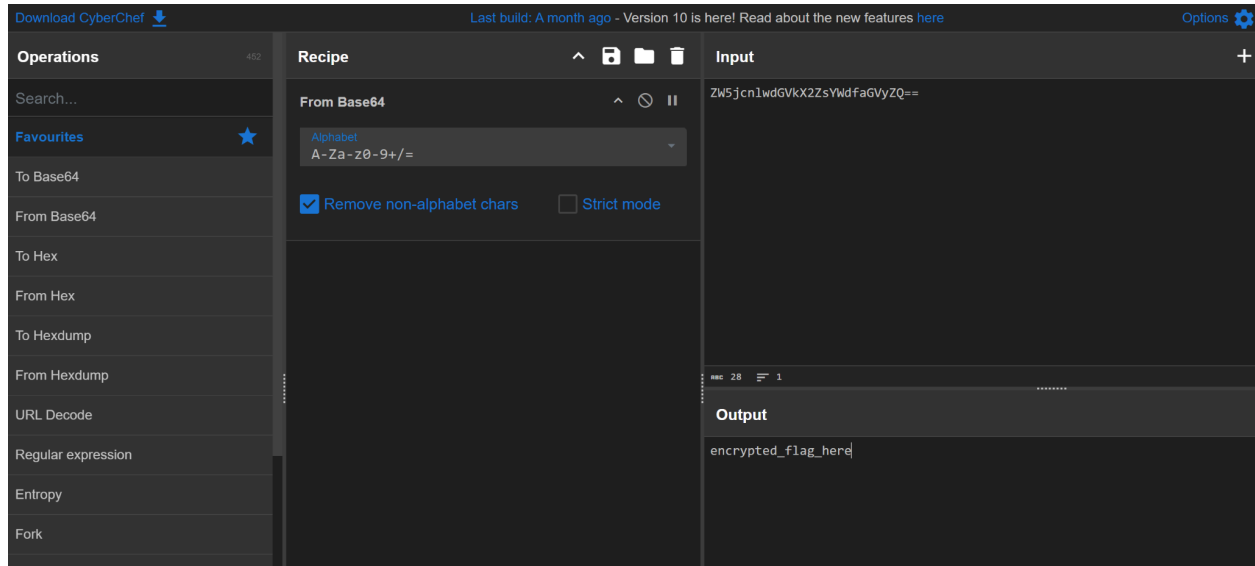 Download CyberChef
Last build: A month ago - Version 10 is here! Read about the new features here
Options
Operations
452
Search...
Favourites
To Base64
From Base64
To Hex
From Hex
To Hexdump
From Hexdump
URL Decode
Regular expression
Entropy
Fork
Recipe
From Base64
Alphabet
A-Za-z0-9+/=
Remove non-alphabet chars
Strict mode
Input
ZW5jcnlwdGVkX2ZsYWdfaGVyZQ==
28 1
Output
encrypted_flag_here